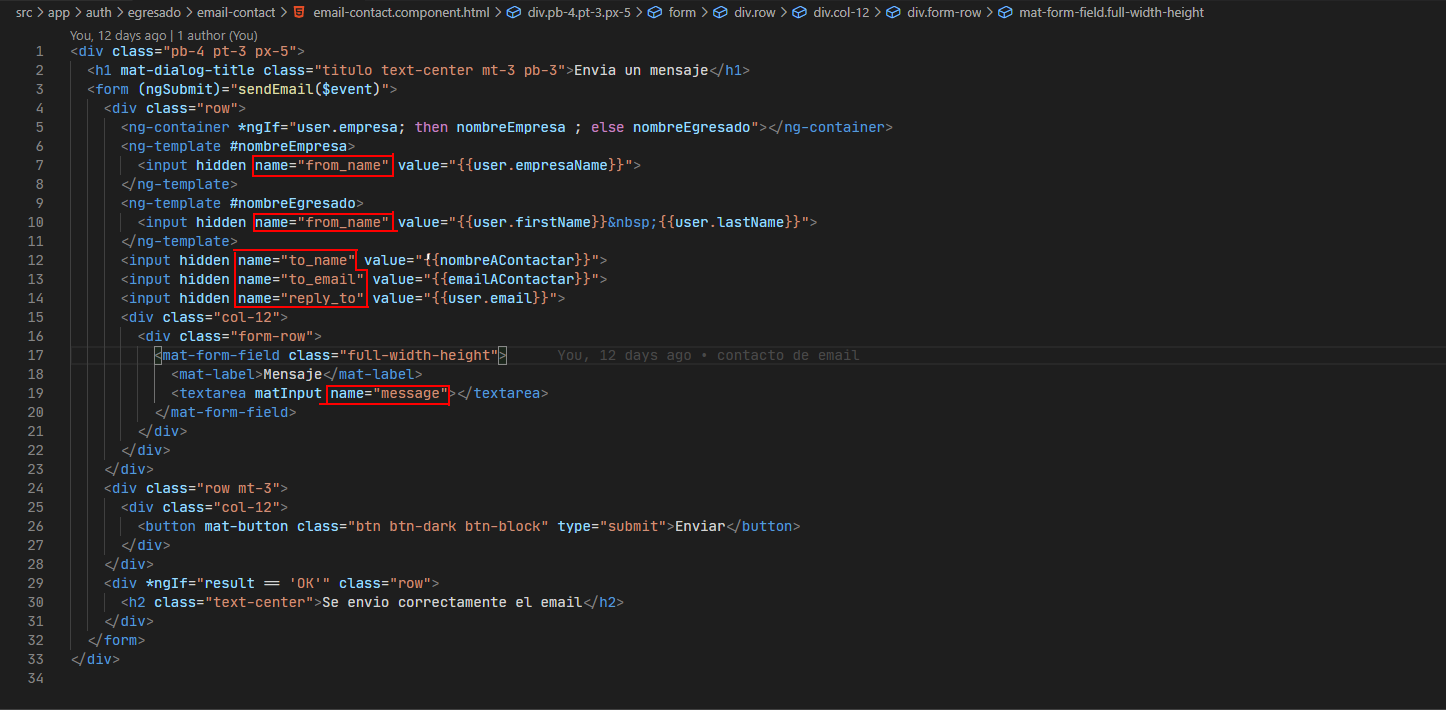 src > app > auth > egresado > email-contact > email-contact.component.html > div.pb-4.pt-3.px-5 > form > div.row > div.col-12 > div.form-row > mat-form-field.full-width-height
You, 12 days ago | 1 author (You)
1 <div class="pb-4 pt-3 px-5">
2 <h1 mat-dialog-title class="titulo text-center mt-3 pb-3">Envia un mensaje</h1>
3 <form (ngSubmit)="sendEmail($event)">
4 <div class="row">
5 <ng-container *ngIf="user.empresa; then nombreEmpresa ; else nombreEgresado"></ng-container>
6 <ng-template #nombreEmpresa>
7 <input hidden name="from_name" value="{{user.empresaName}}">
8 </ng-template>
9 <ng-template #nombreEgresado>
10 <input hidden name="from_name" value="{{user.firstName}}&nbsp;{{user.lastName}}">
11 </ng-template>
12 <input hidden name="to_name" value="{{nombreAContactar}}">
13 <input hidden name="to_email" value="{{emailAContactar}}">
14 <input hidden name="reply_to" value="{{user.email}}">
15 <div class="col-12">
16 <div class="form-row">
17 <mat-form-field class="full-width-height"> You, 12 days ago • contacto de email
18 <mat-label>Mensaje</mat-label>
19 <textarea matInput name="message"></textarea>
20 </mat-form-field>
21 </div>
22 </div>
23 </div>
24 <div class="row mt-3">
25 <div class="col-12">
26 <button mat-button class="btn btn-dark btn-block" type="submit">Enviar</button>
27 </div>
28 </div>
29 <div *ngIf="result == 'OK'" class="row">
30 <h2 class="text-center">Se envio correctamente el email</h2>
31 </div>
32 </form>
33 </div>
34